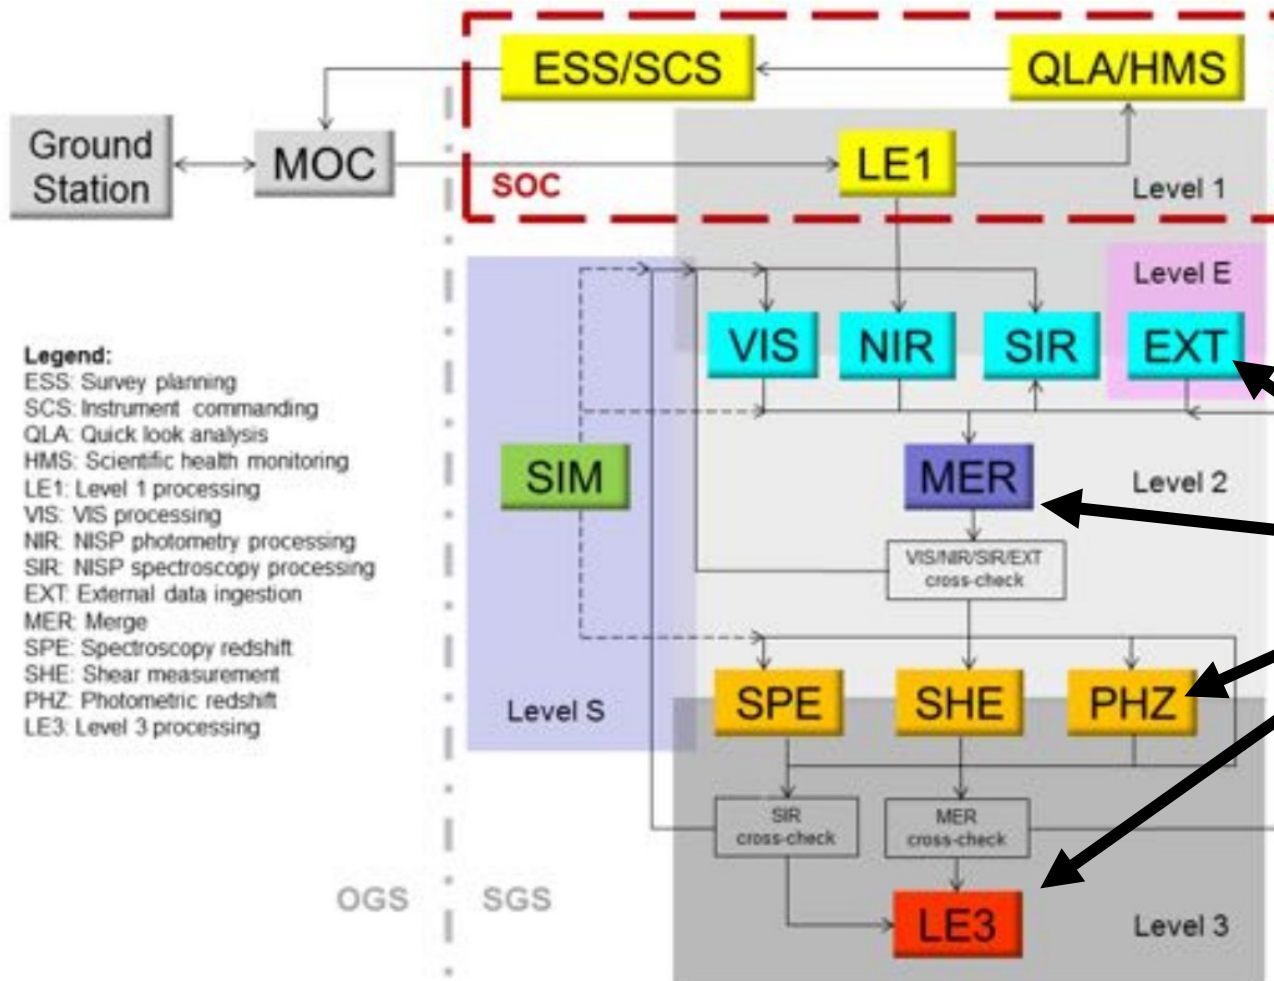 ESS/SCS
QLA/HMS
Ground
Station
MOC
LE1
SOC
Level 1
Level E
VIS
NIR
SIR
EXT
Legend:
ESS: Survey planning
SCS: Instrument commanding
QLA: Quick look analysis
HMS: Scientific health monitoring
LE1: Level 1 processing
VIS: VIS processing
NIR: NISP photometry processing
SIR: NISP spectroscopy processing
EXT: External data ingestion
MER: Merge
SPE: Spectroscopy redshift
SHE: Shear measurement
PHZ: Photometric redshift
LE3: Level 3 processing
SIM
MER
Level 2
VIS/NIR/SIR/EXT
cross-check
Level S
SPE
SHE
PHZ
SIR
cross-check
MER
cross-check
OGS
SGS
LE3
Level 3